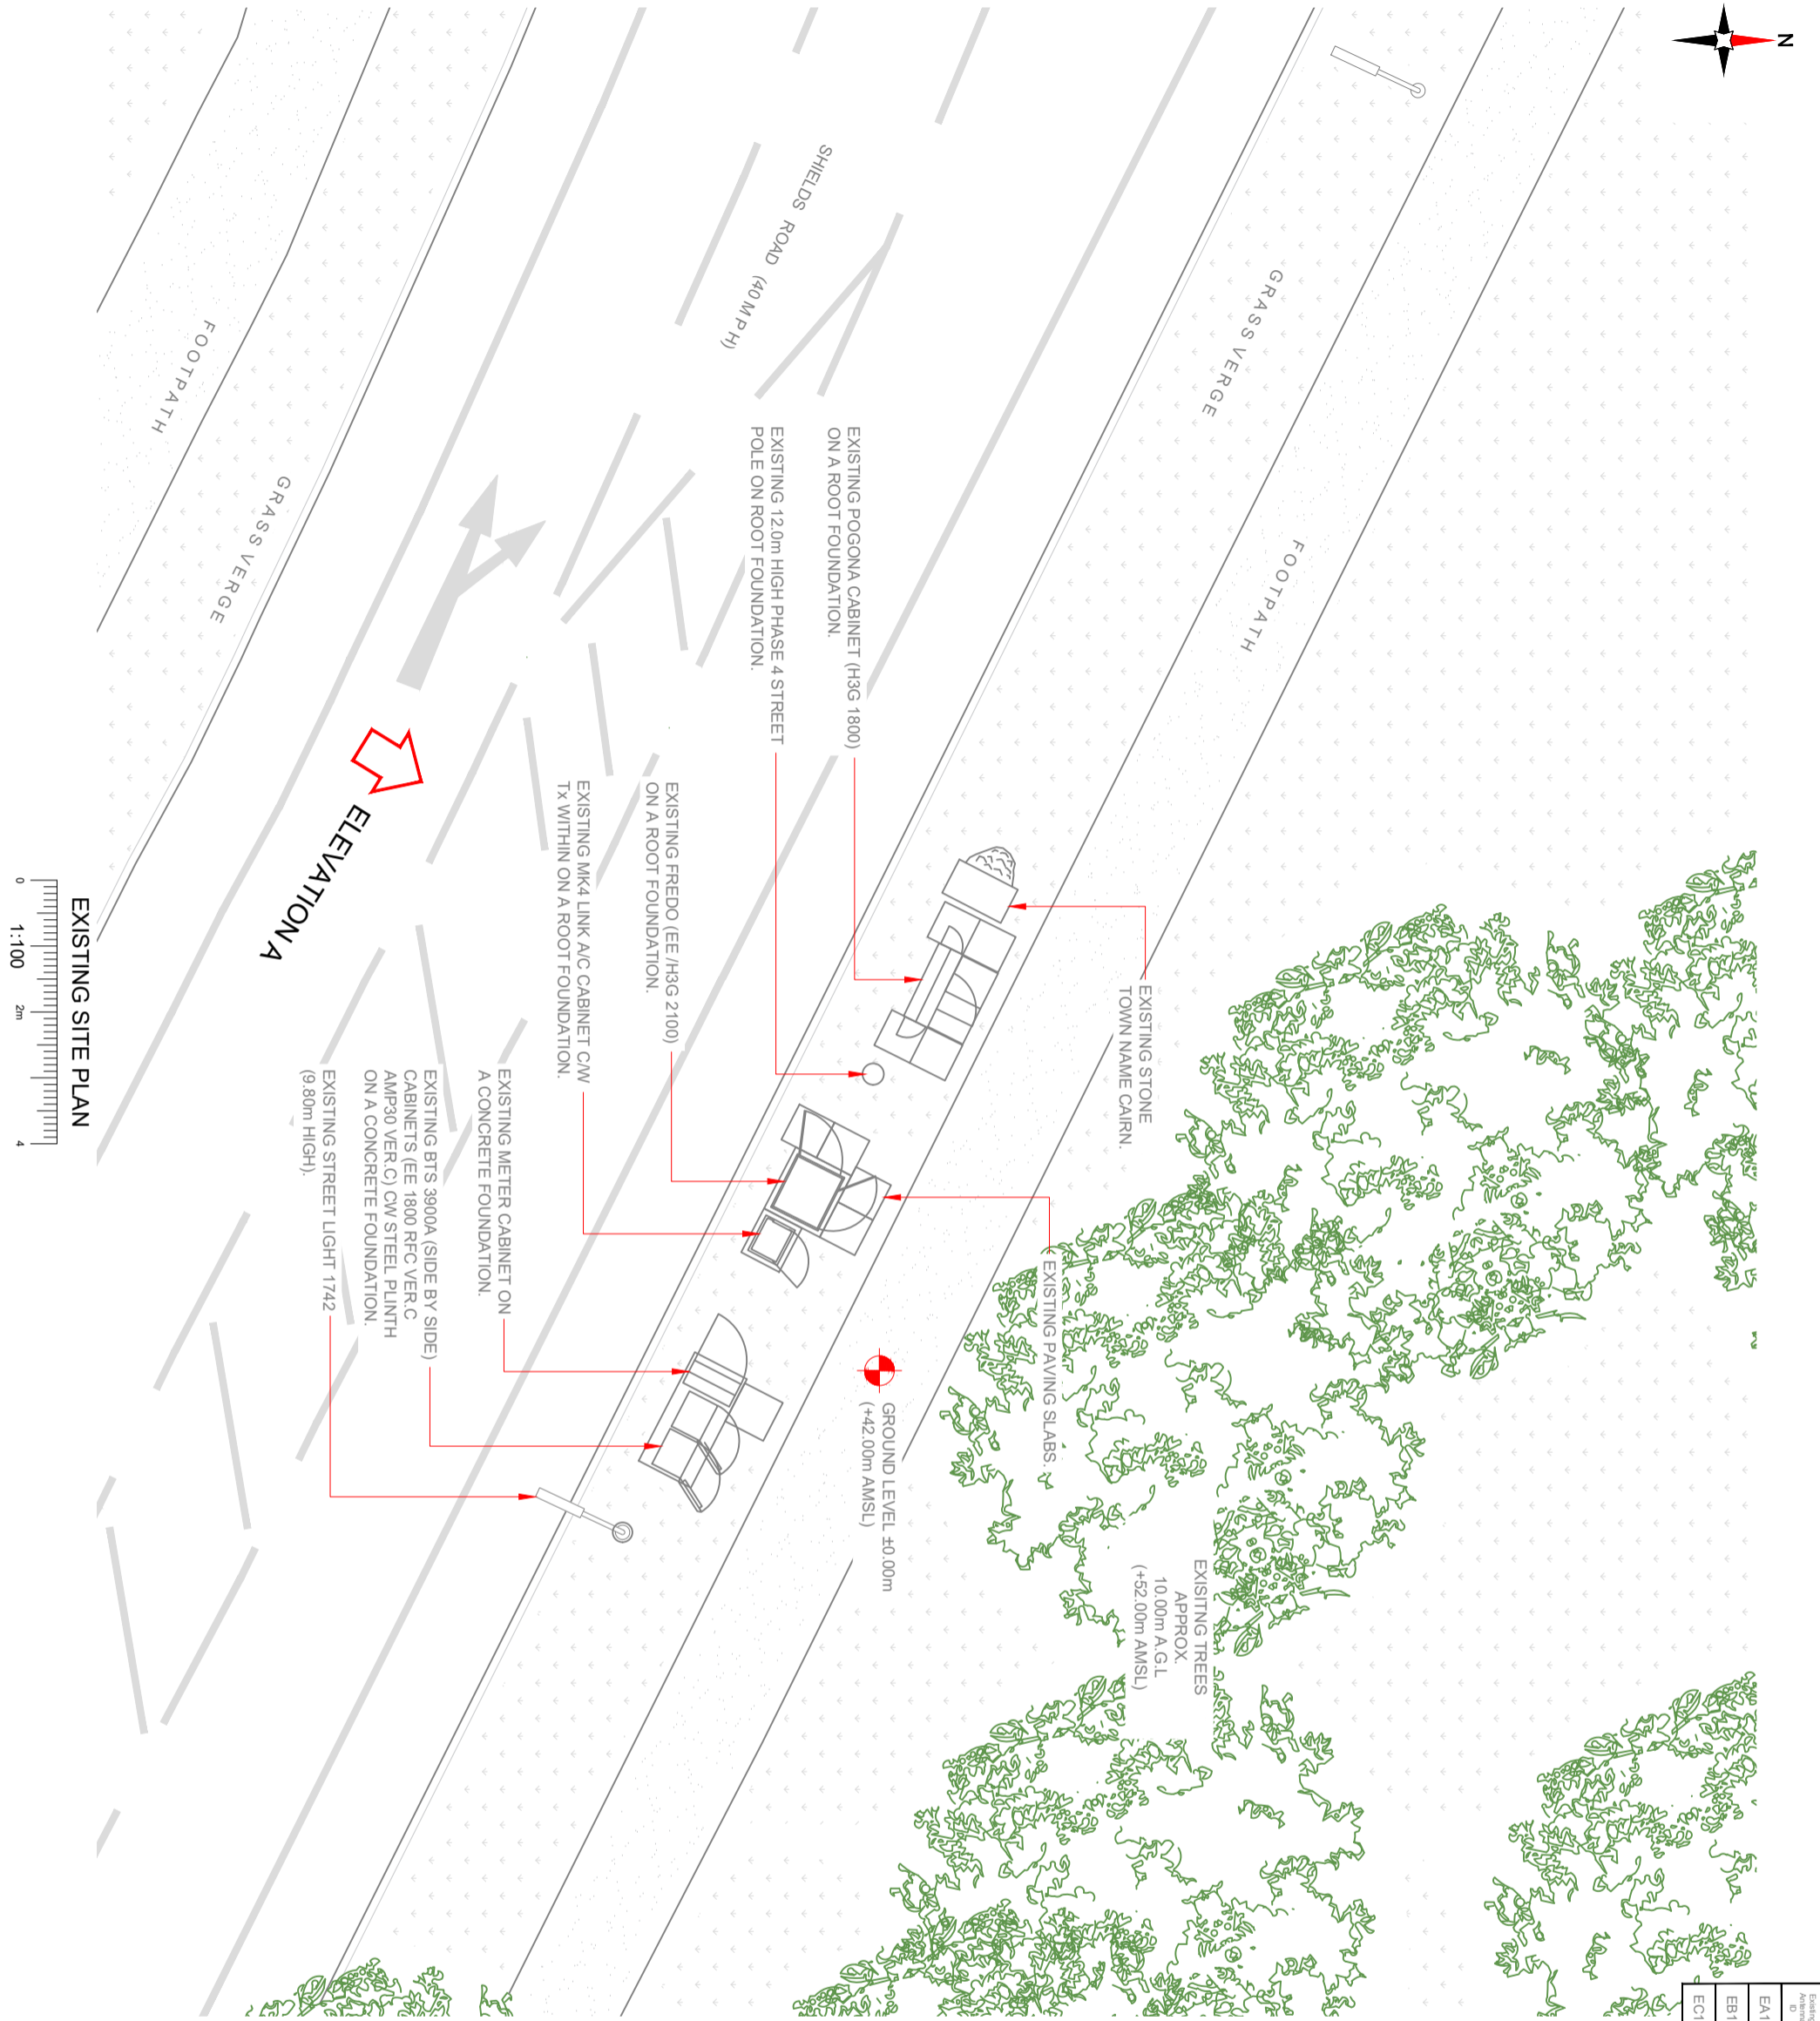 N
SHIELDS ROAD (40MPH)
GRASS VERGE
FOOTPATH
FOOTPATH
GRASS VERGE
EXISTING POGONA CABINET (H3G 1800)
ON A ROOT FOUNDATION.
EXISTING 12.0m HIGH PHASE 4 STREET
POLE ON ROOT FOUNDATION.
EXISTING FREDO (EE /H3G 2100)
ON A ROOT FOUNDATION.
EXISTING MK4 LINK A/C CABINET C/W
Tx WITHIN ON A ROOT FOUNDATION.
EXISTING METER CABINET ON
A CONCRETE FOUNDATION.
EXISTING BTS 3900A (SIDE BY SIDE)
CABINETS (EE 1800 RFC VER.C
AMP30 VER.C) CW STEEL PLINTH
ON A CONCRETE FOUNDATION.
EXISTING STREET LIGHT 1742
(9.80m HIGH).
EXISTING STONE
TOWN NAME CAIRN.
EXISTING PAVING SLABS.
GROUND LEVEL ±0.00m
(+42.00m AMSL)
EXISITNG TREES
APPROX.
10.00m A.G.L
(+52.00m AMSL)
ELEVATION A
EXISTING SITE PLAN
0 1:100 2m 4
Existing
Antenna
ID
EA1
EB1
EC1